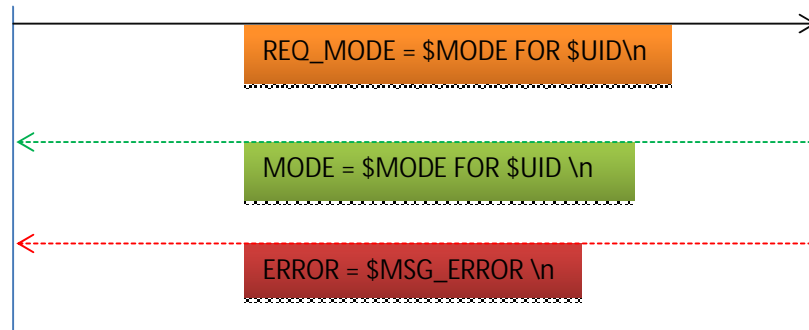 REQ_MODE = $MODE FOR $UID\n
MODE = $MODE FOR $UID \n
ERROR = $MSG_ERROR \n